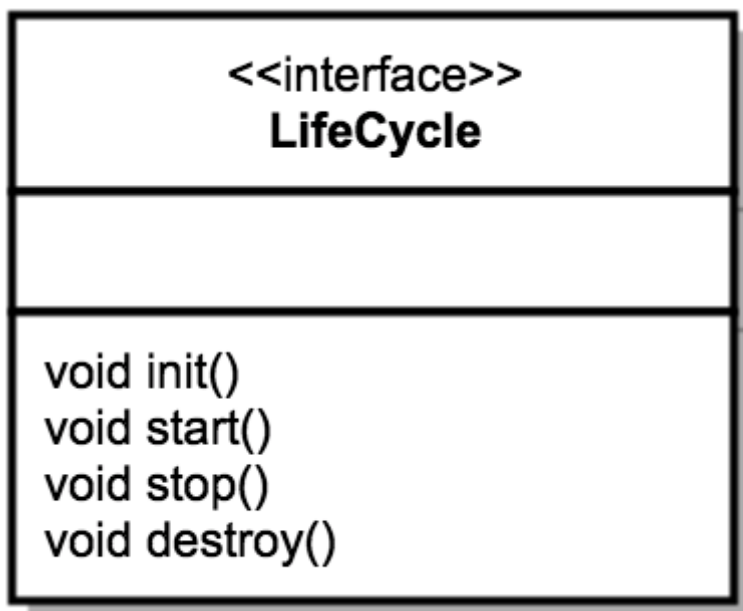 <<interface>>
LifeCycle
void init()
void start()
void stop()
void destroy()